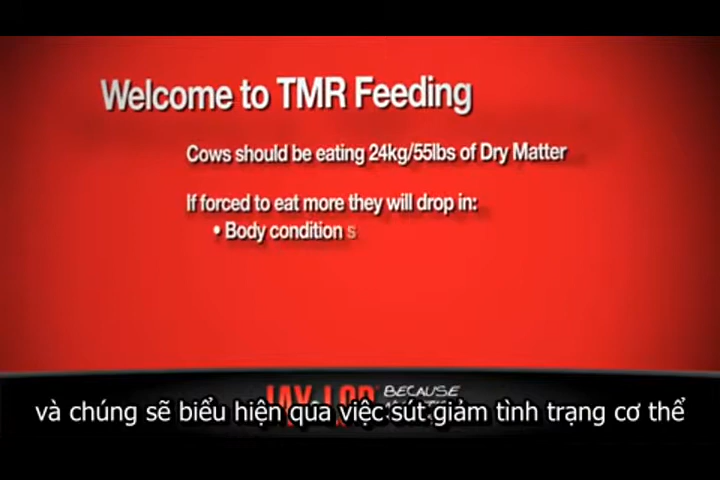 Welcome to TMR Feeding
Cows should be eating 24kg/55lbs of Dry Matter
If forced to eat more they will drop in:
• Body condition s
BECAUSE
và chúng sẽ biểu hiện qua việc sút giảm tình trạng cơ thể